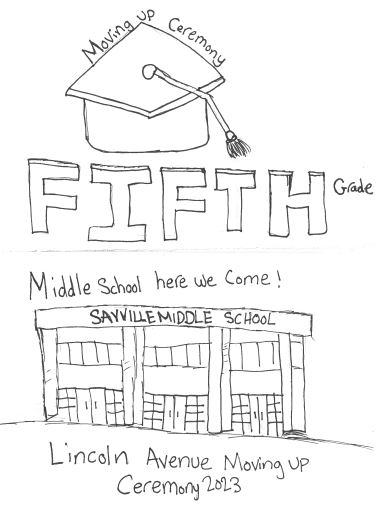 Moving up Ceremony
FIFTH Grade
Middle School here we Come!
SAYVILLE MIDDLE SCHOOL
Lincoln Avenue Moving up
Ceremony 2023